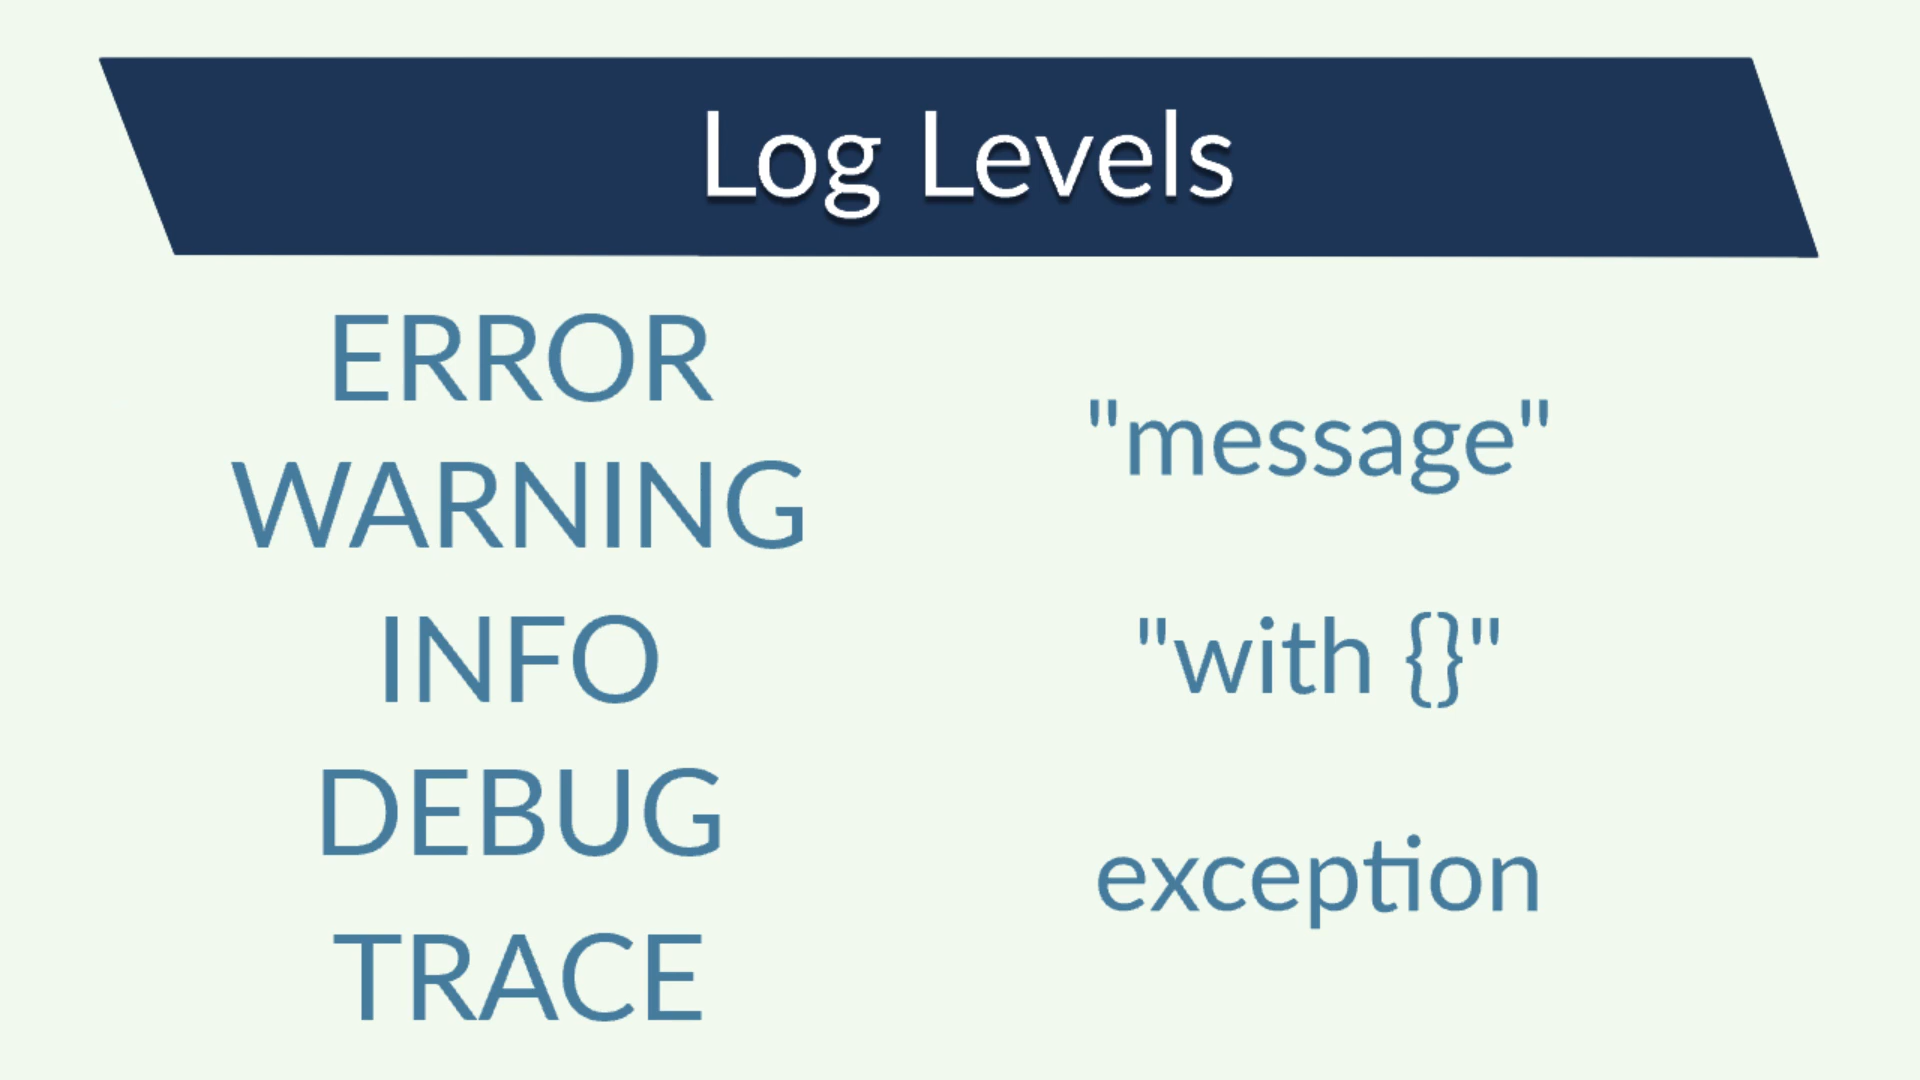 Log Levels
ERROR
WARNING
INFO
DEBUG
TRACE
"message"
"with {}"
exception